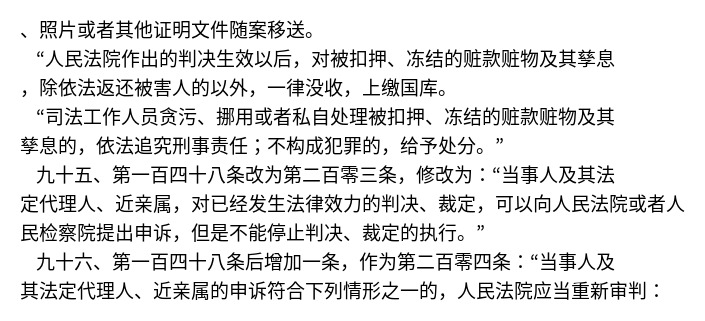 、照片或者其他证明文件随案移送。
“人民法院作出的判决生效以后，对被扣押、冻结的赃款赃物及其孳息
，除依法返还被害人的以外，一律没收，上缴国库。
“司法工作人员贪污、挪用或者私自处理被扣押、冻结的赃款赃物及其
孳息的，依法追究刑事责任；不构成犯罪的，给予处分。”
九十五、第一百四十八条改为第二百零三条，修改为：“当事人及其法
定代理人、近亲属，对已经发生法律效力的判决、裁定，可以向人民法院或者人
民检察院提出申诉，但是不能停止判决、裁定的执行。”
九十六、第一百四十八条后增加一条，作为第二百零四条：“当事人及
其法定代理人、近亲属的申诉符合下列情形之一的，人民法院应当重新审判：